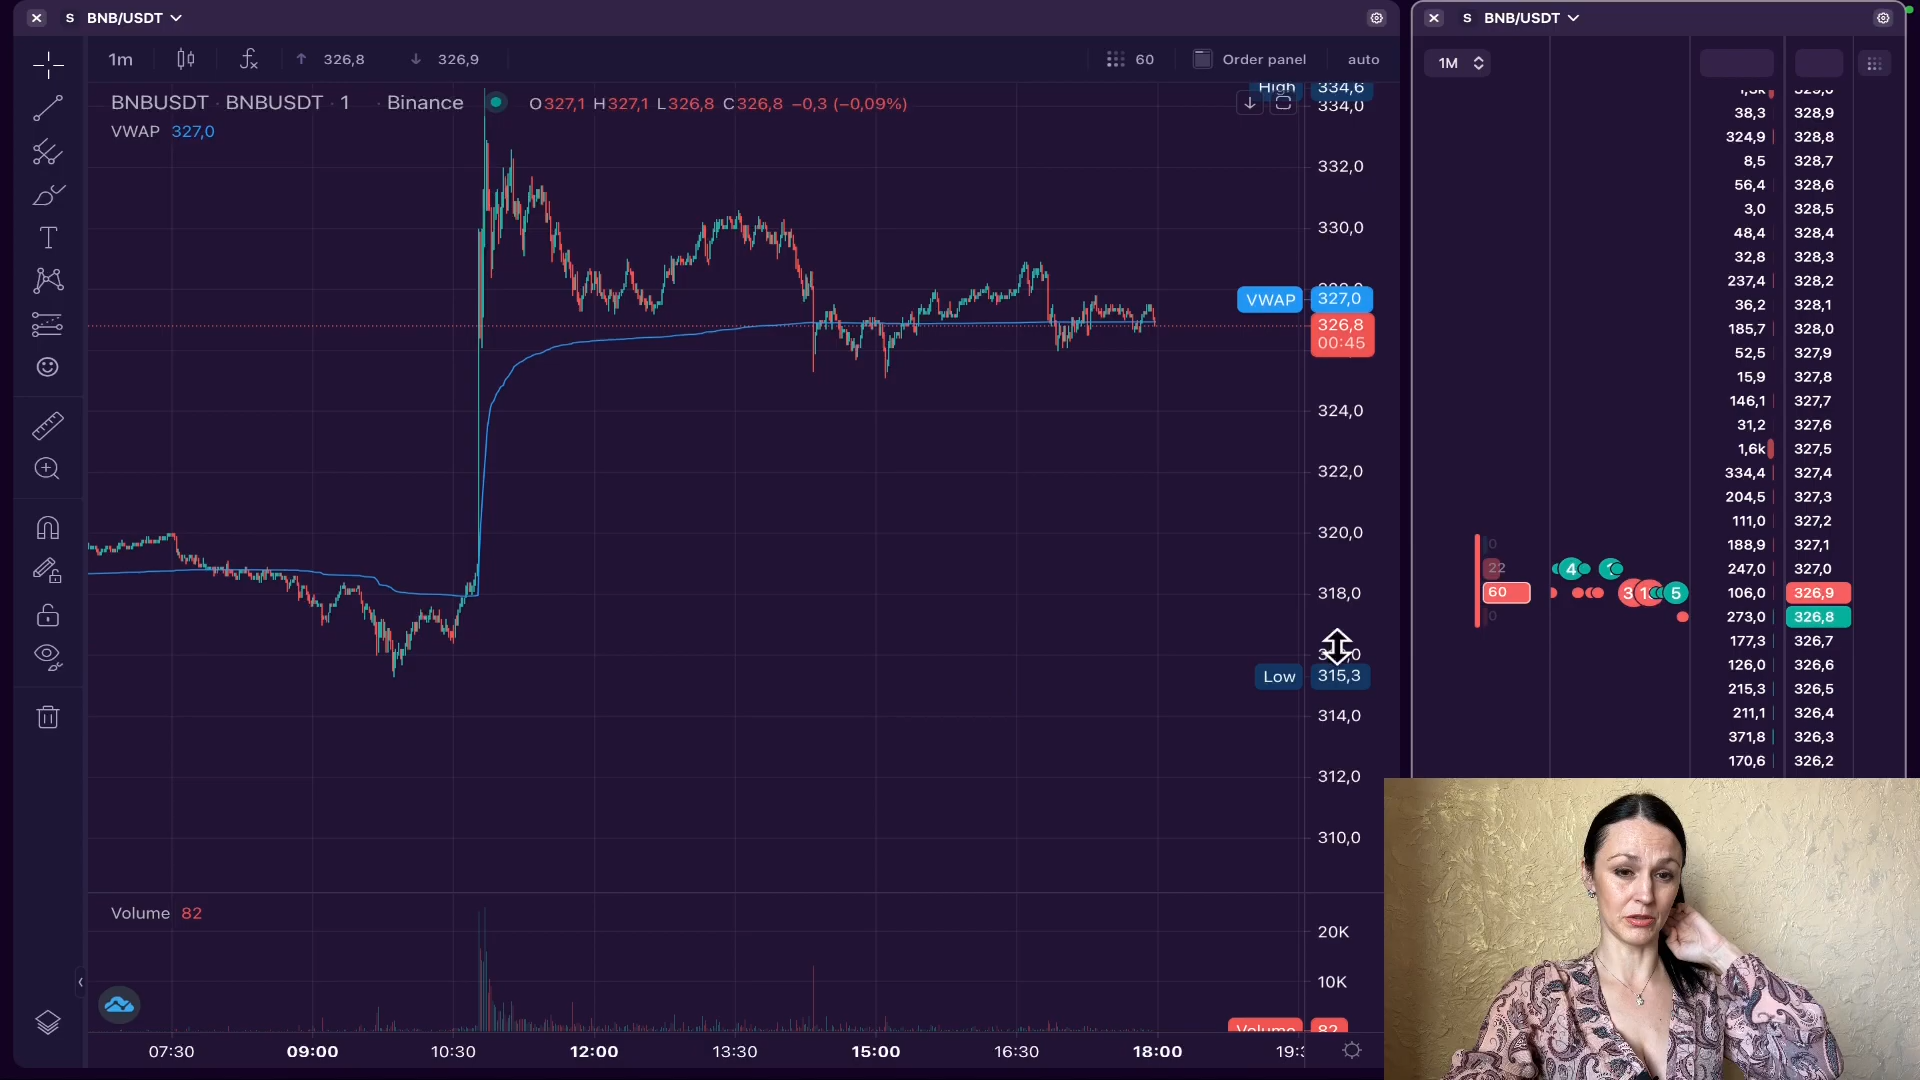 S BNB/USDT
1m 326,8 326,9 60 Order panel auto
BNBUSDT · BNBUSDT · 1 · Binance O327,1 H327,1 L326,8 C326,8 −0,3 (−0,09%)
VWAP 327,0
High 334,6
334,0
332,0
330,0
VWAP 327,0
326,8
00:45
324,0
322,0
320,0
318,0
Low 315,3
314,0
312,0
310,0
Volume 82
20K
10K
Volume 82
07:30 09:00 10:30 12:00 13:30 15:00 16:30 18:00
S BNB/USDT
1M
38,3 328,9
324,9 328,8
8,5 328,7
56,4 328,6
3,0 328,5
48,4 328,4
32,8 328,3
237,4 328,2
36,2 328,1
185,7 328,0
52,5 327,9
15,9 327,8
146,1 327,7
31,2 327,6
1,6k 327,5
334,4 327,4
204,5 327,3
111,0 327,2
0 188,9 327,1
22 4 247,0 327,0
60 3 1 5 106,0 326,9
0 273,0 326,8
177,3 326,7
126,0 326,6
215,3 326,5
211,1 326,4
371,8 326,3
170,6 326,2